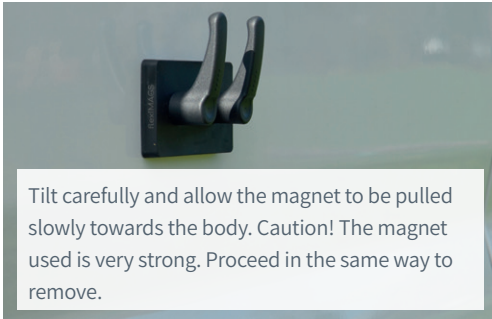 Tilt carefully and allow the magnet to be pulled
slowly towards the body. Caution! The magnet
used is very strong. Proceed in the same way to
remove.